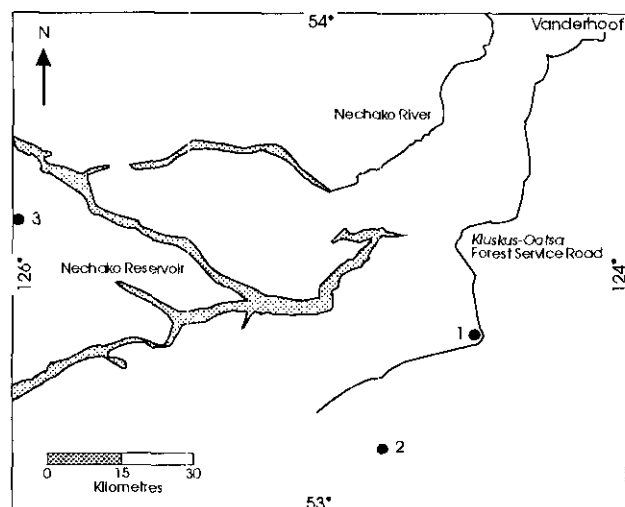 54°
Vanderhoof
N
Nechako River
3
Kluskus-Oatsa
Forest Service Road
126°
Nechako Reservoir
124°
1
2
0 15 30
Kilometres
53°